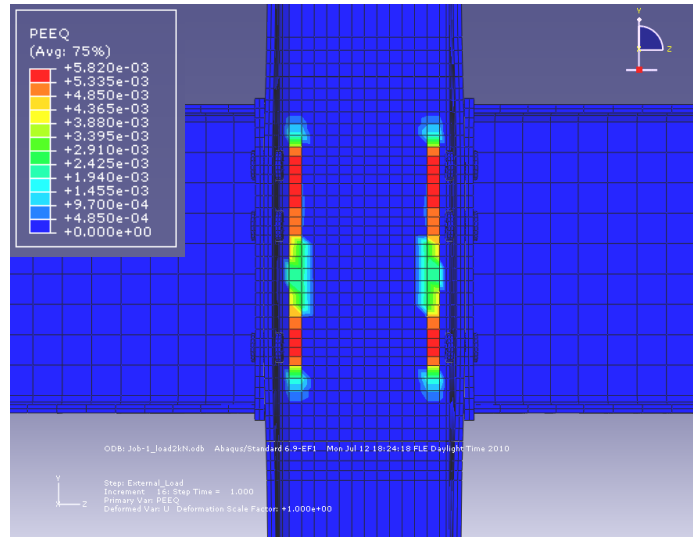 PEEQ
(Avg: 75%)
+5.820e-03
+5.335e-03
+4.850e-03
+4.365e-03
+3.880e-03
+3.395e-03
+2.910e-03
+2.425e-03
+1.940e-03
+1.455e-03
+9.700e-04
+4.850e-04
+0.000e+00
Y
Z
ODB: Job-1_load2kN.odb Abaqus/Standard 6.9-EF1 Mon Jul 12 18:24:18 FLE Daylight Time 2010
Y
Z
Step: External_Load
Increment 16: Step Time = 1.000
Primary Var: PEEQ
Deformed Var: U Deformation Scale Factor: +1.000e+00